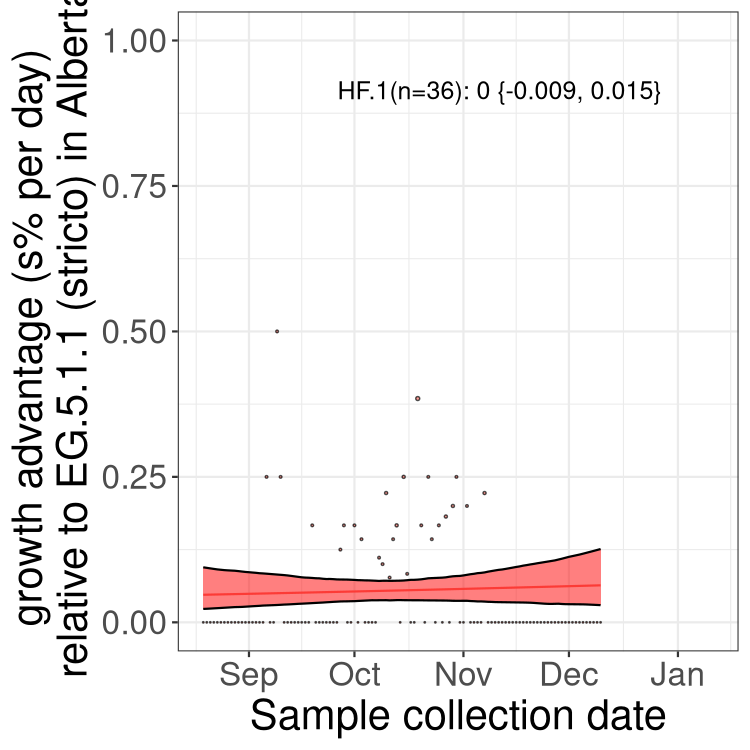 growth advantage (s% per day)
relative to EG.5.1.1 (stricto) in Alberta
1.00
0.75
0.50
0.25
0.00
HF.1(n=36): 0 {-0.009, 0.015}
Sep
Oct
Nov
Dec
Jan
Sample collection date